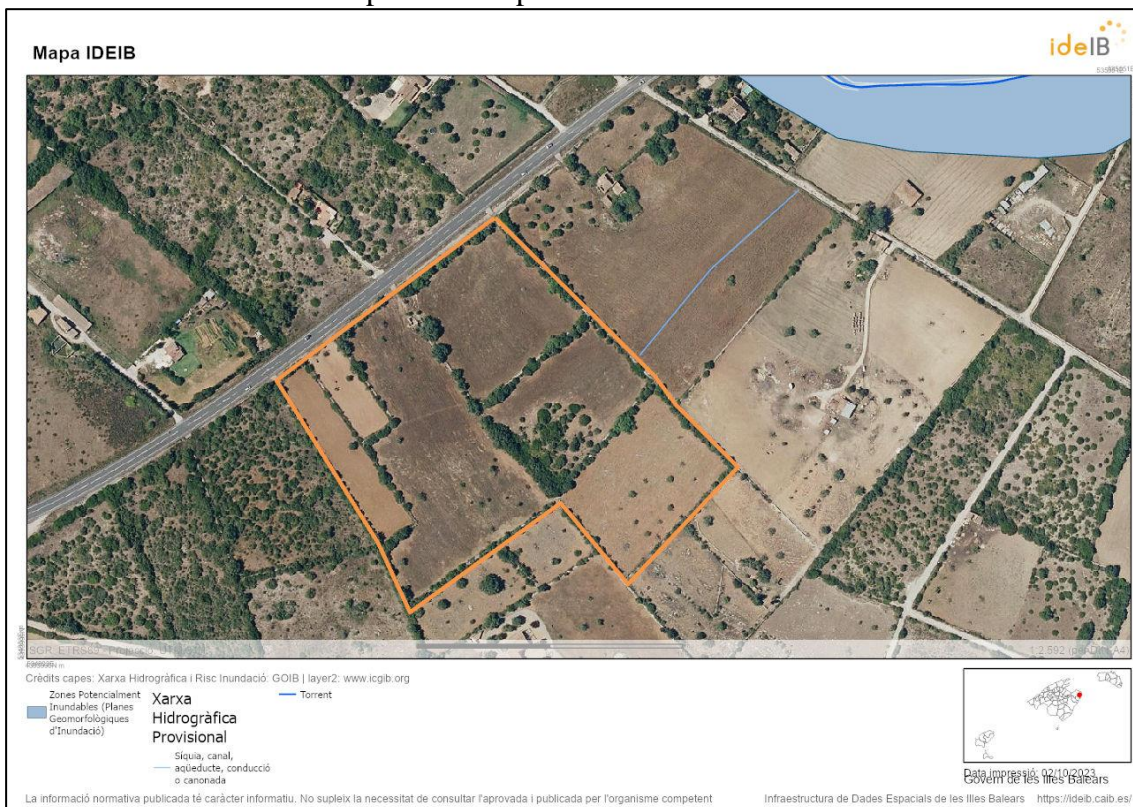 Mapa IDEIB
ideIB
1:2.592
Crèdits capes: Xarxa Hidrogràfica i Risc Inundació: GOIB | layer2: www.icgib.org
Zones Potencialment
Inundables (Planes
Geomorfològiques
d'Inundació)
Xarxa
Hidrogràfica
Provisional
Síquia, canal,
aqüeducte, conducció
o canonada
Torrent
Data impressió: 02/10/2023
Govern de les Illes Balears
La informació normativa publicada té caràcter informatiu. No supleix la necessitat de consultar l'aprovada i publicada per l'organisme competent
Infraestructura de Dades Espacials de les Illes Balears https://ideib.caib.es/